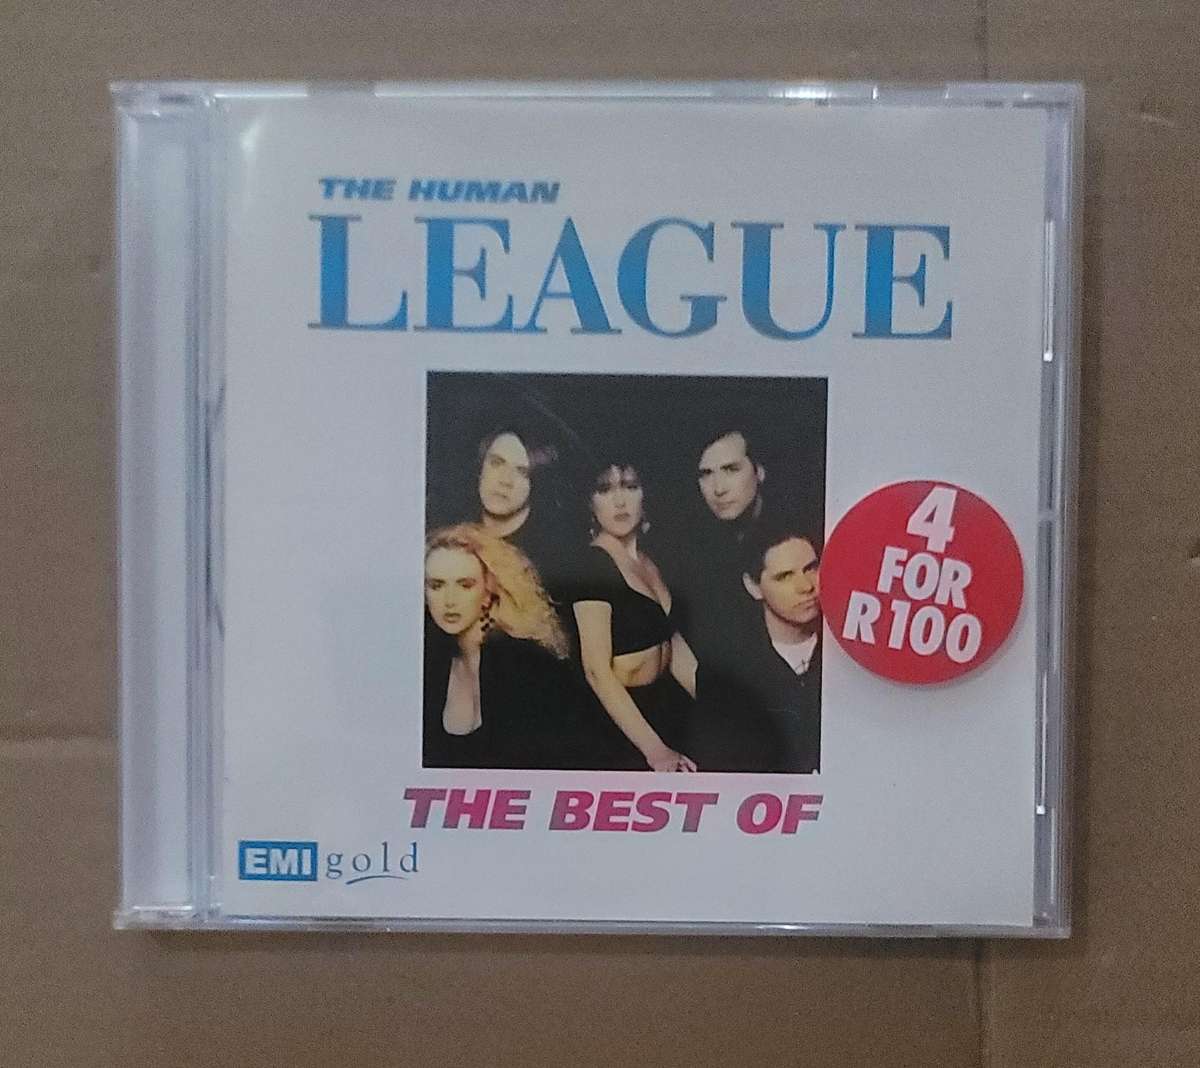 THE HUMAN
LEAGUE
4
FOR
R100
THE BEST OF
EMI gold